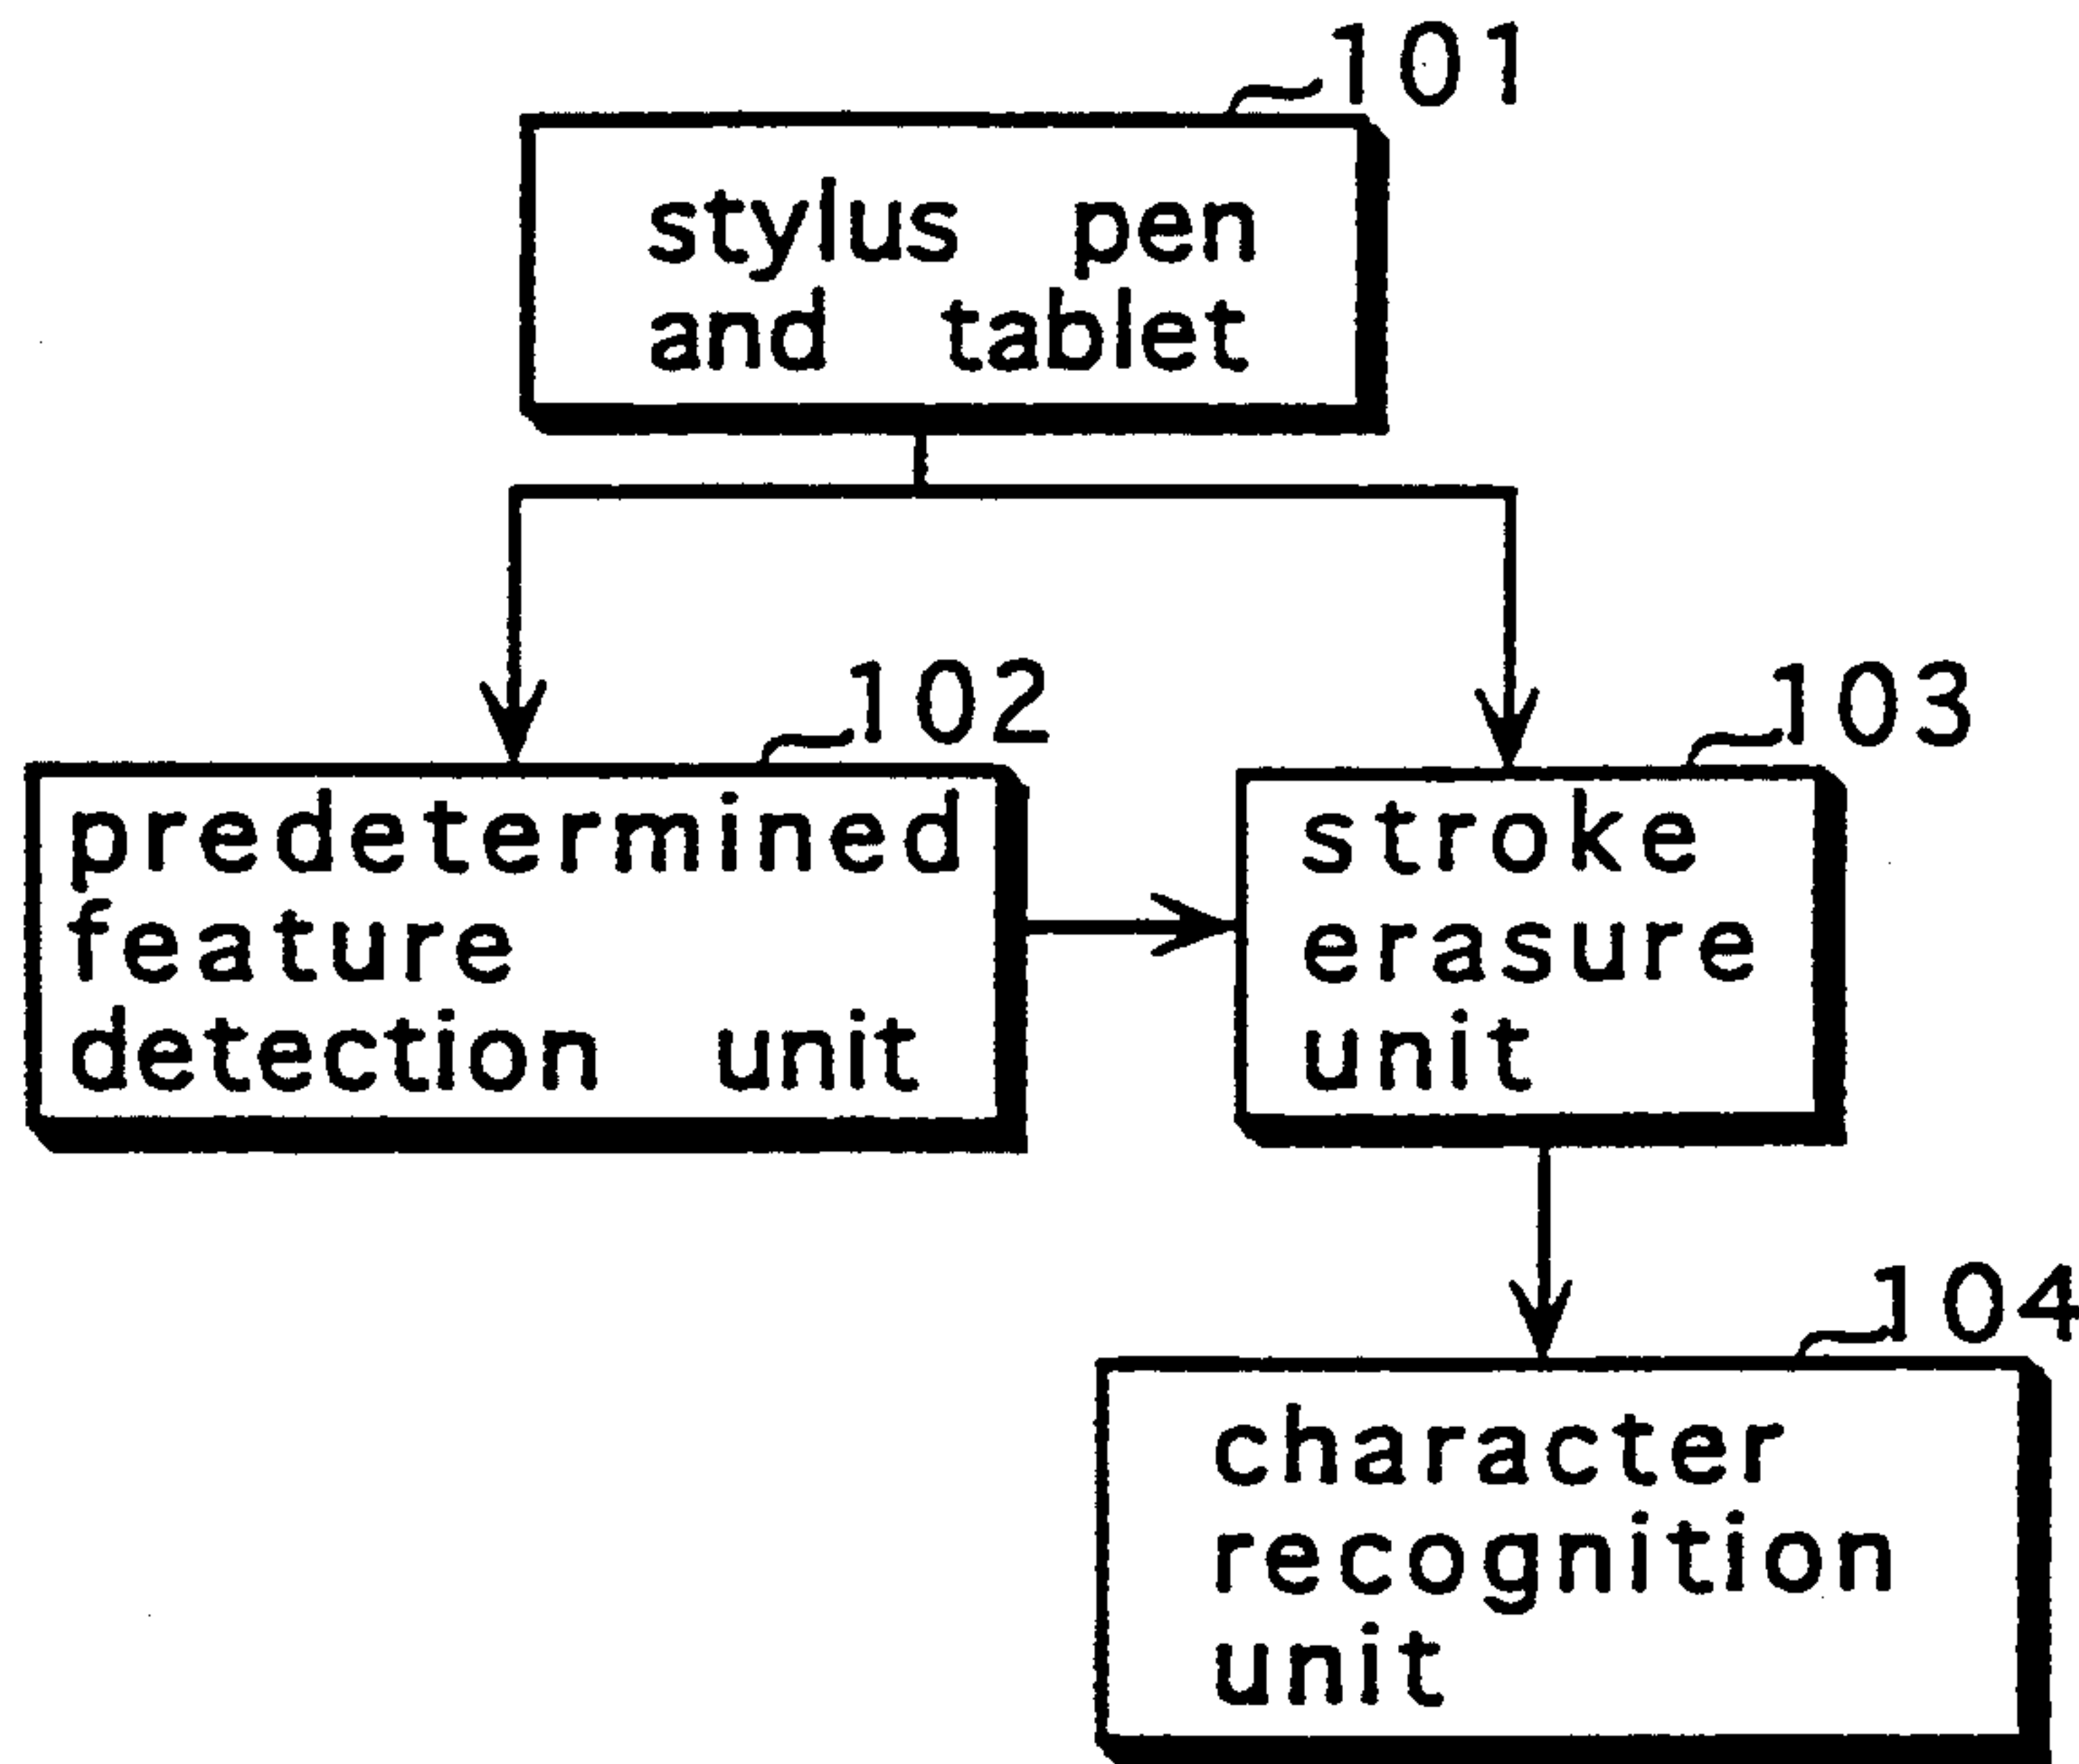 101
stylus pen
and tablet
102
103
predetermined
feature
detection unit
stroke
erasure
unit
104
character
recognition
unit